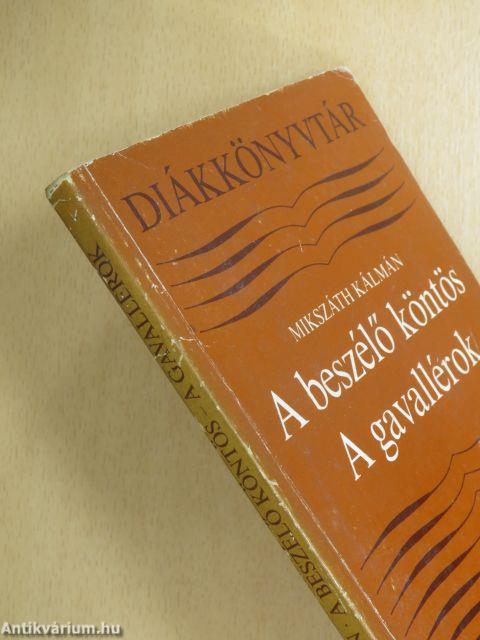 DIÁKKÖNYVTÁR
MIKSZÁTH KÁLMÁN
A beszélő köntös
A gavallérok
N · A BESZÉLŐ KÖNTÖS – A GAVALLÉROK
Antikvárium.hu